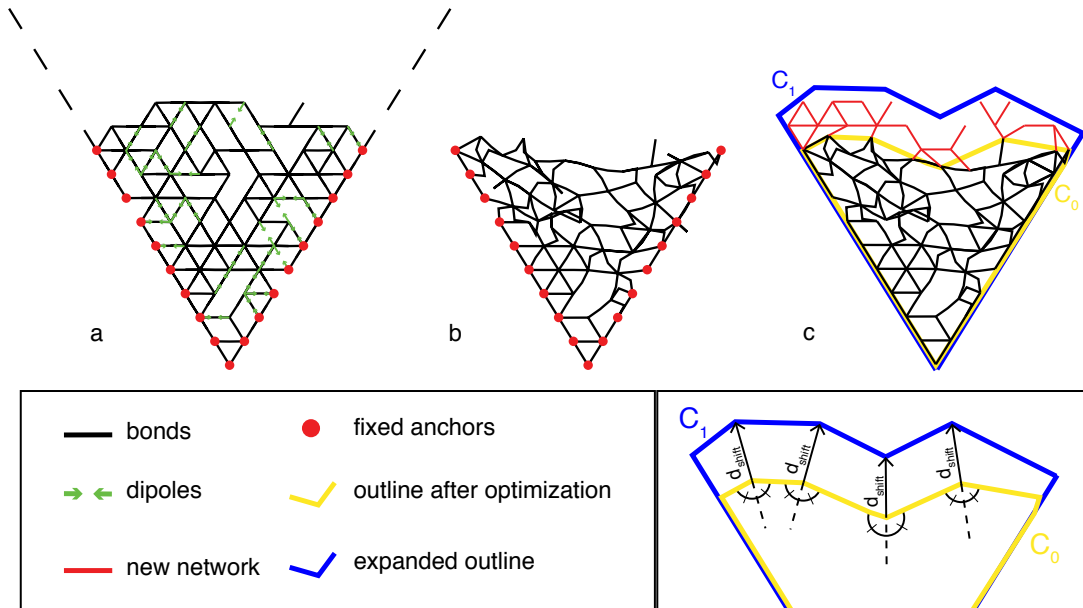 C1
C0
a
b
c
bonds
fixed anchors
dipoles
outline after optimization
new network
expanded outline
C1
dshift
dshift
dshift
dshift
C0